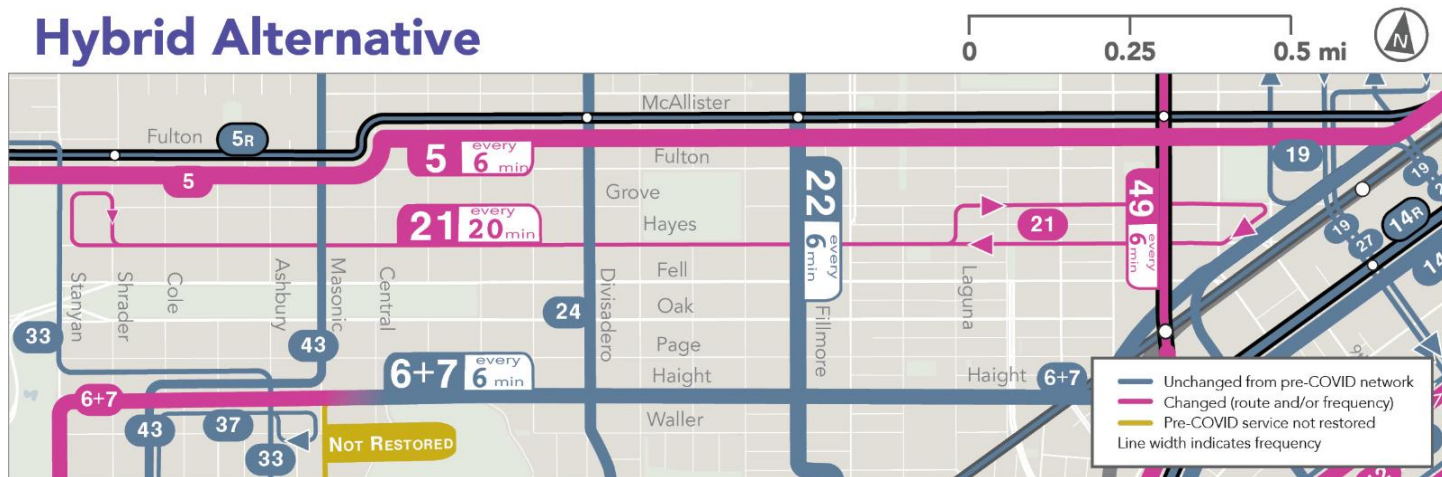 Hybrid Alternative
0 0.25 0.5 mi
N
McAllister
Fulton
5R
5
5 every 6 min
Fulton
Grove
21 every 20 min
Hayes
21
22 every 6 min
49 every 6 min
19
19
19
27
14R
14
Stanyan
Shrader
Cole
Ashbury
Masonic
Central
Divisadero
Fillmore
Laguna
Fell
Oak
Page
Haight
Waller
33
43
24
6+7
6+7 every 6 min
Haight
6+7
43
37
33
NOT RESTORED
Unchanged from pre-COVID network
Changed (route and/or frequency)
Pre-COVID service not restored
Line width indicates frequency